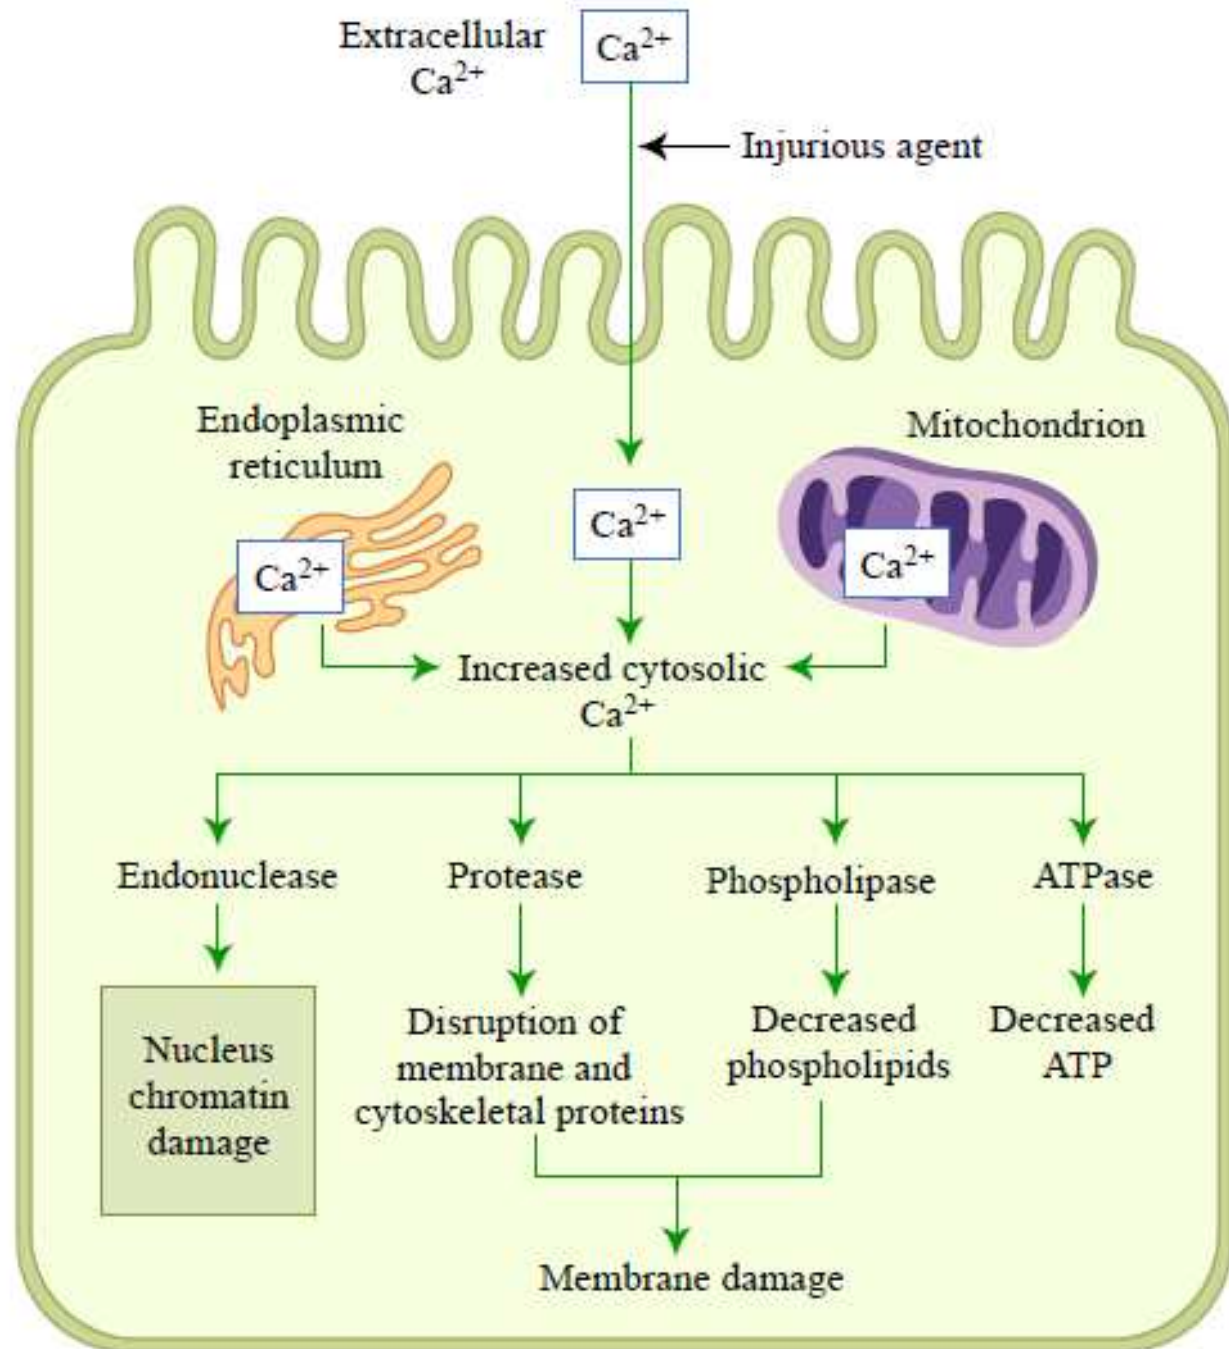 Extracellular
Ca²⁺
Ca²⁺
Injurious agent
Endoplasmic
reticulum
Mitochondrion
Ca²⁺
Ca²⁺
Ca²⁺
Increased cytosolic
Ca²⁺
Endonuclease
Protease
Phospholipase
ATPase
Nucleus
chromatin
damage
Disruption of
membrane and
cytoskeletal proteins
Decreased
phospholipids
Decreased
ATP
Membrane damage